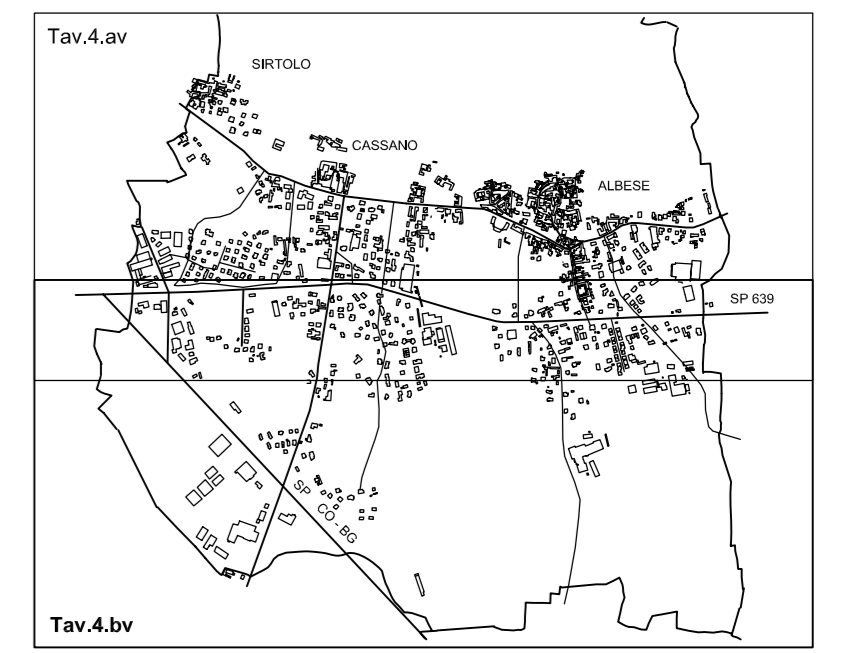 Tav.4.av
SIRTOLO
CASSANO
ALBESE
SP 639
SP CO - BG
Tav.4.bv